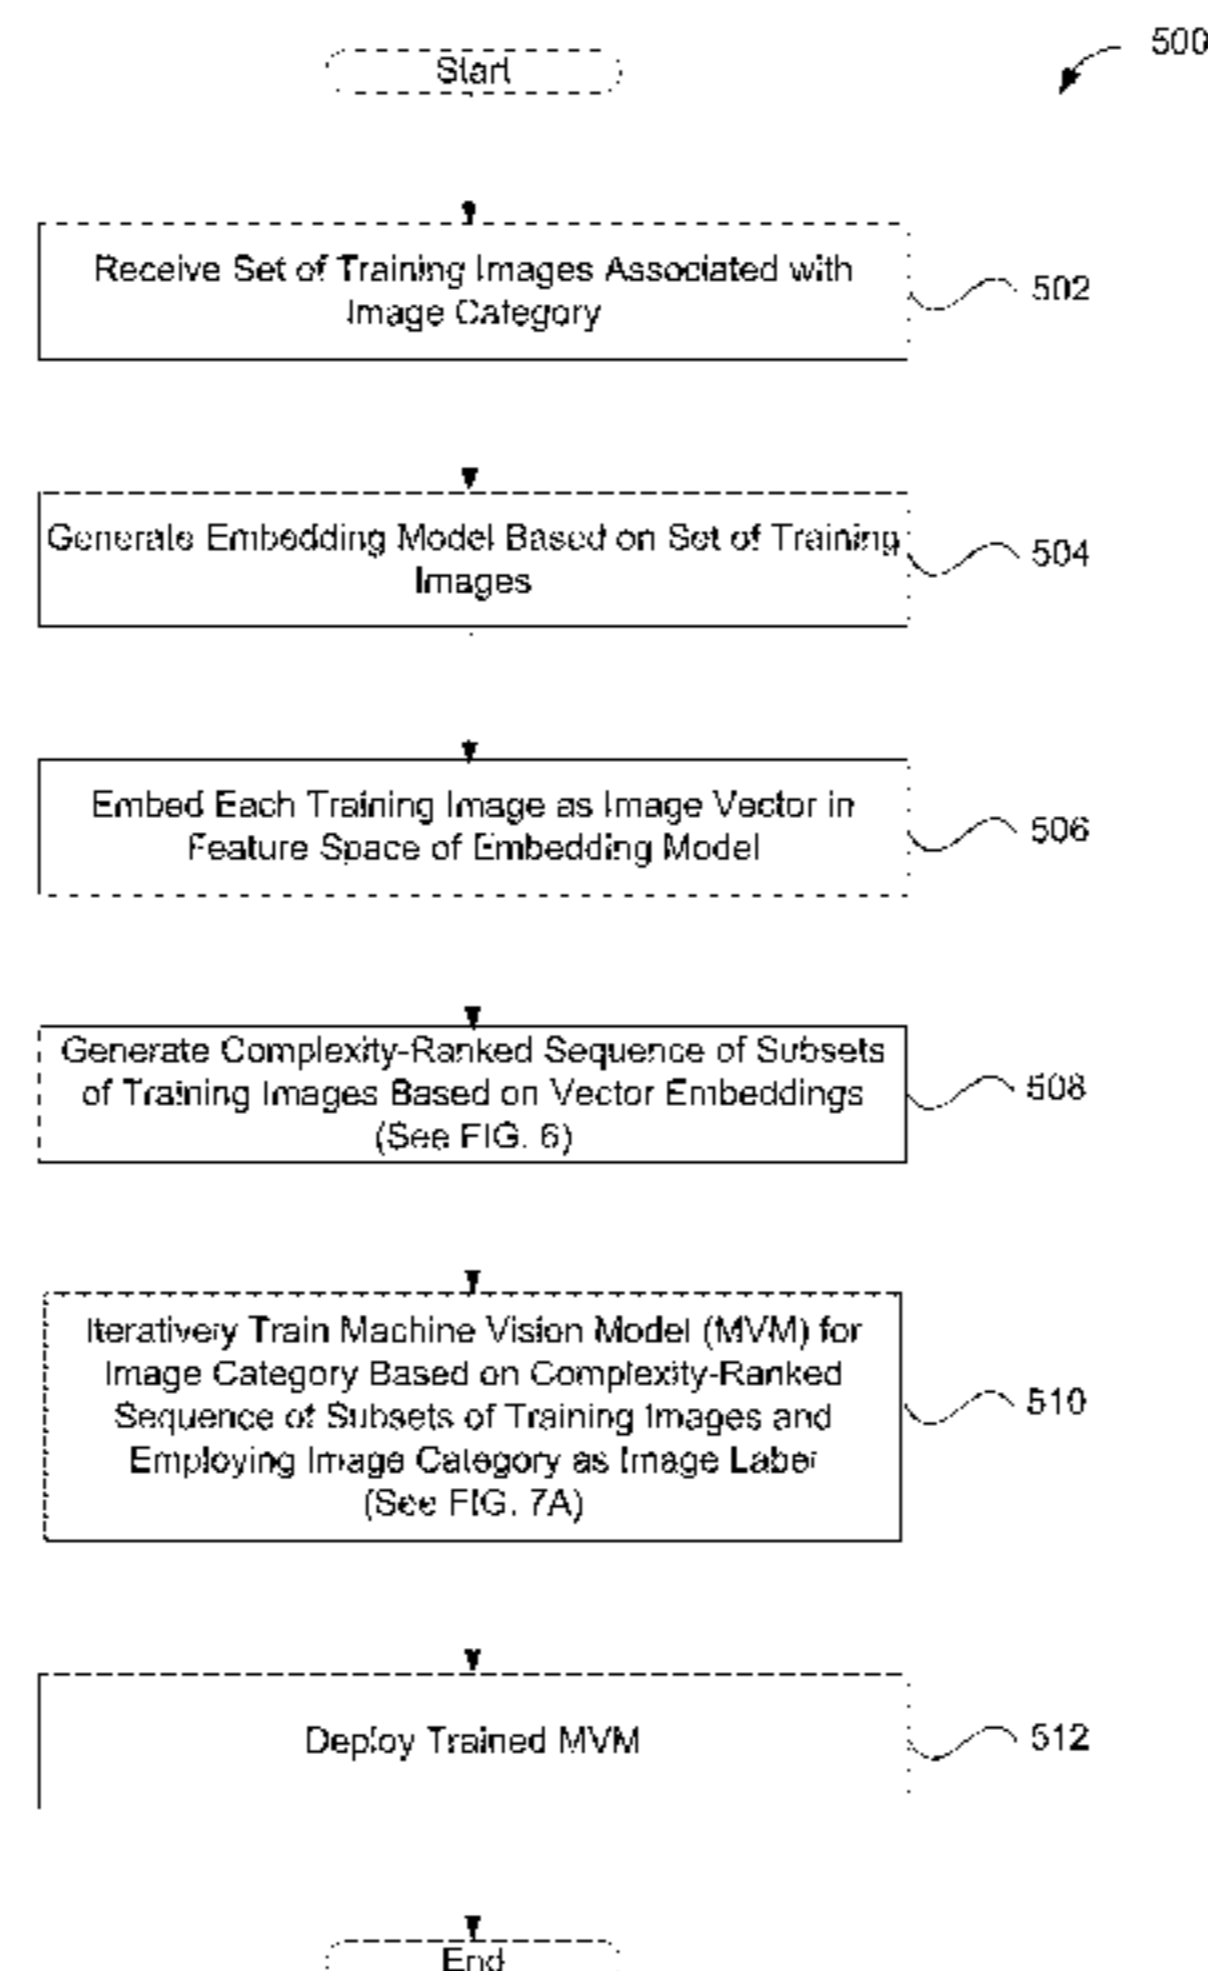 Start
500
Receive Set of Training Images Associated with
Image Category
502
Generate Embedding Model Based on Set of Training
Images
504
Embed Each Training Image as Image Vector in
Feature Space of Embedding Model
506
Generate Complexity-Ranked Sequence of Subsets
of Training Images Based on Vector Embeddings
(See FIG. 6)
508
Iteratively Train Machine Vision Model (MVM) for
Image Category Based on Complexity-Ranked
Sequence of Subsets of Training Images and
Employing Image Category as Image Label
(See FIG. 7A)
510
Deploy Trained MVM
512
End